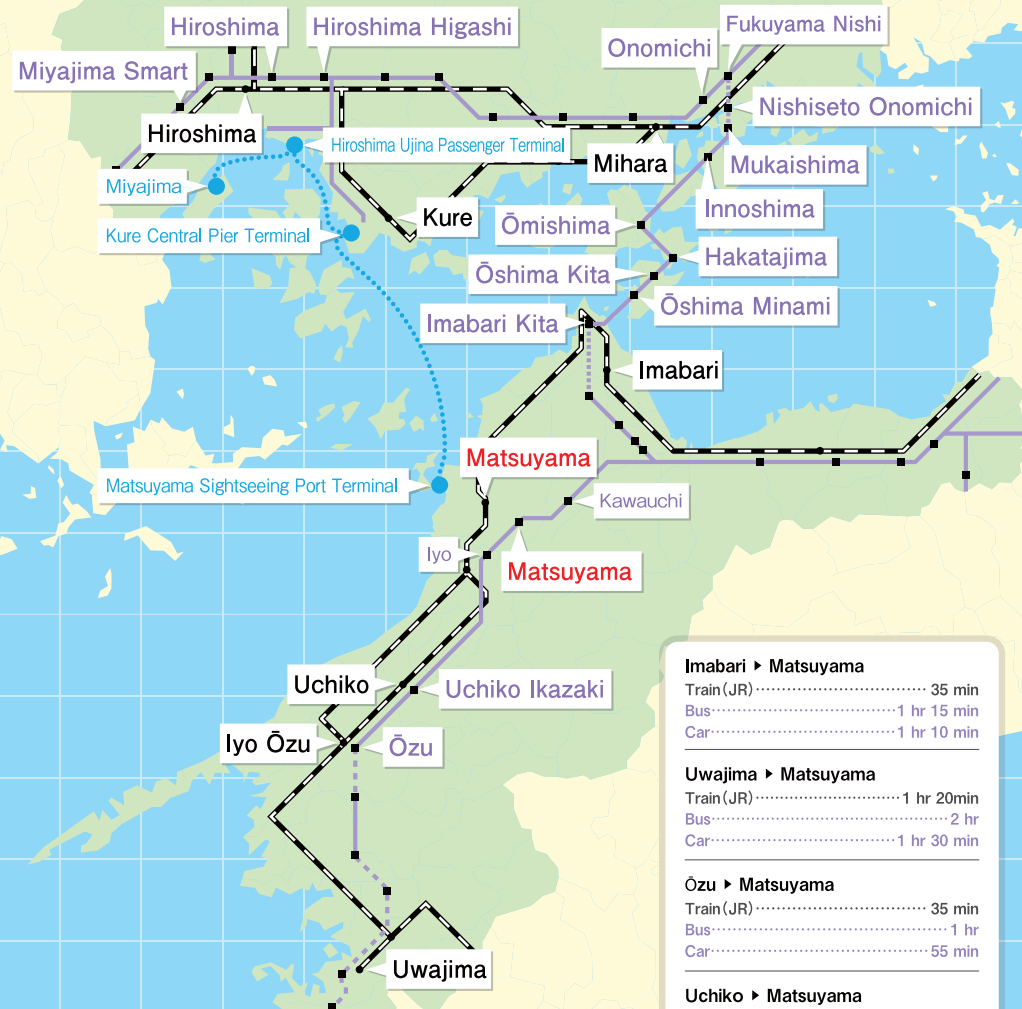 Hiroshima
Hiroshima Higashi
Fukuyama Nishi
Onomichi
Miyajima Smart
Nishiseto Onomichi
Hiroshima
Hiroshima Ujina Passenger Terminal
Mihara
Mukaishima
Miyajima
Innoshima
Kure
Ōmishima
Kure Central Pier Terminal
Hakatajima
Ōshima Kita
Ōshima Minami
Imabari Kita
Imabari
Matsuyama
Matsuyama Sightseeing Port Terminal
Kawauchi
Iyo
Matsuyama
Uchiko
Uchiko Ikazaki
Iyo Ōzu
Ōzu
Uwajima
Imabari ▶ Matsuyama
Train(JR) 35 min
Bus 1 hr 15 min
Car 1 hr 10 min
Uwajima ▶ Matsuyama
Train(JR) 1 hr 20min
Bus 2 hr
Car 1 hr 30 min
Ōzu ▶ Matsuyama
Train(JR) 35 min
Bus 1 hr
Car 55 min
Uchiko ▶ Matsuyama